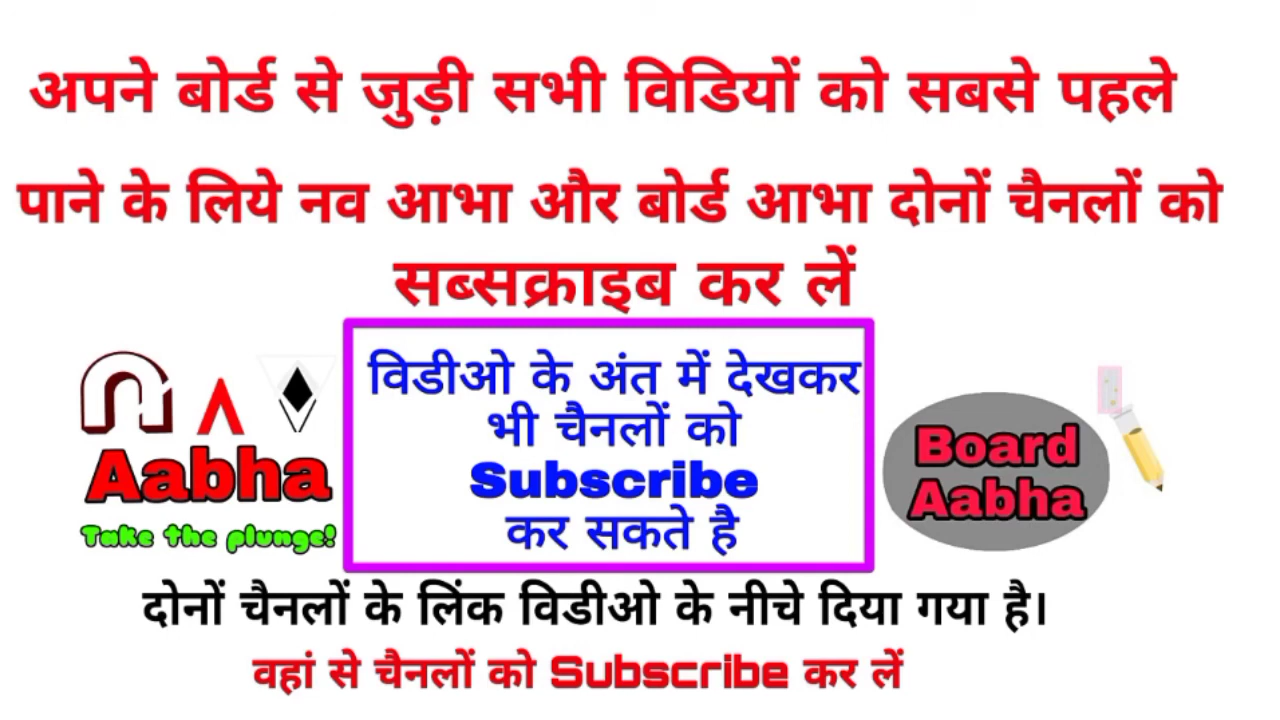 अपने बोर्ड से जुड़ी सभी विडियों को सबसे पहले
पाने के लिये नव आभा और बोर्ड आभा दोनों चैनलों को
सब्सक्राइब कर लें
विडीओ के अंत में देखकर
भी चैनलों को
Subscribe
कर सकते है
Aabha
Take the plunge!
Board
Aabha
दोनों चैनलों के लिंक विडीओ के नीचे दिया गया है।
वहां से चैनलों को Subscribe कर लें